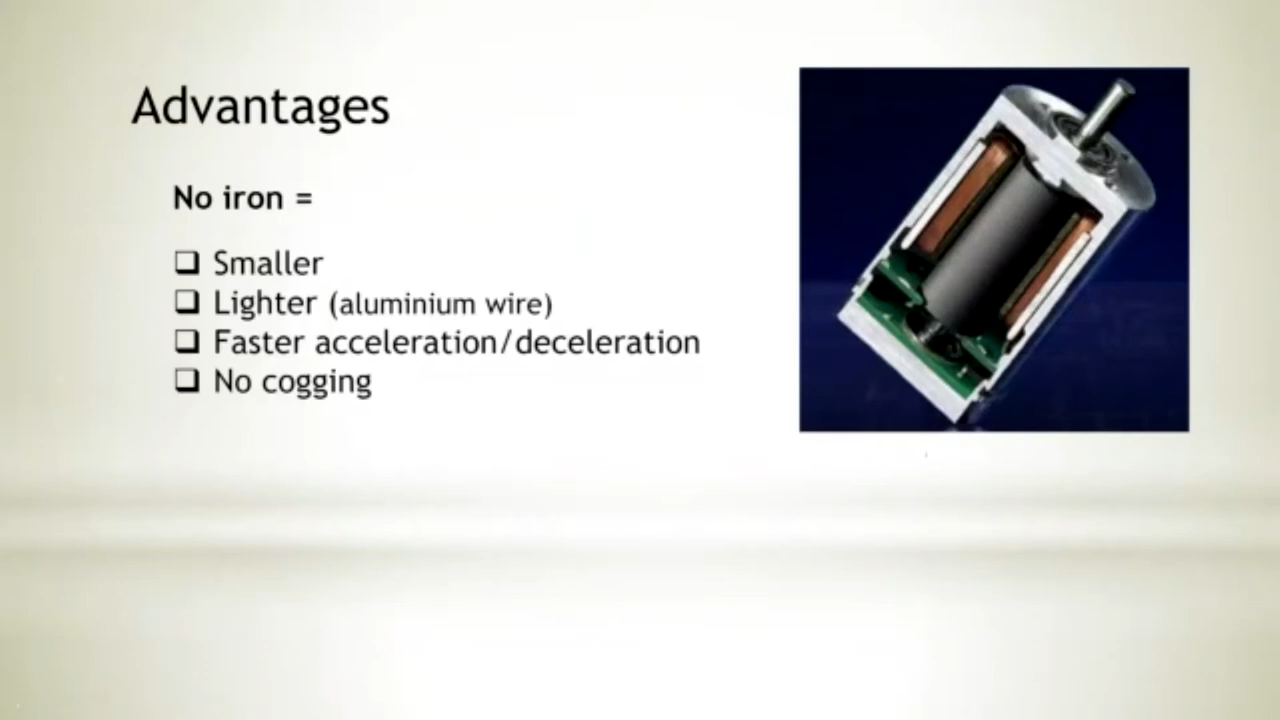 Advantages
No iron =
❑ Smaller
❑ Lighter (aluminium wire)
❑ Faster acceleration/deceleration
❑ No cogging